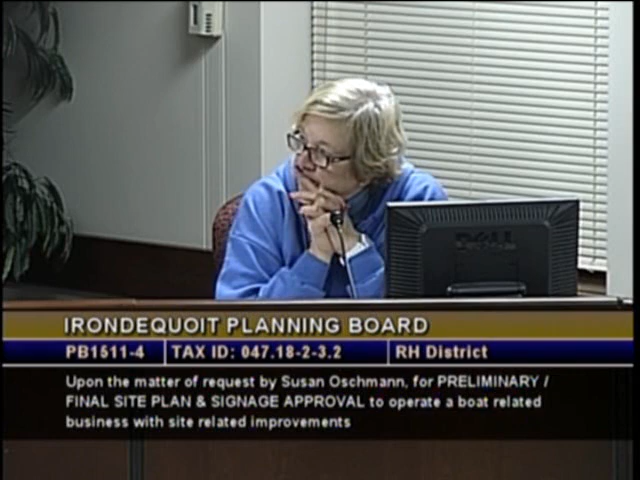 DELL
IRONDEQUOIT PLANNING BOARD
PB1511-4 TAX ID: 047.18-2-3.2 RH District
Upon the matter of request by Susan Oschmann, for PRELIMINARY /
FINAL SITE PLAN & SIGNAGE APPROVAL to operate a boat related
business with site related improvements